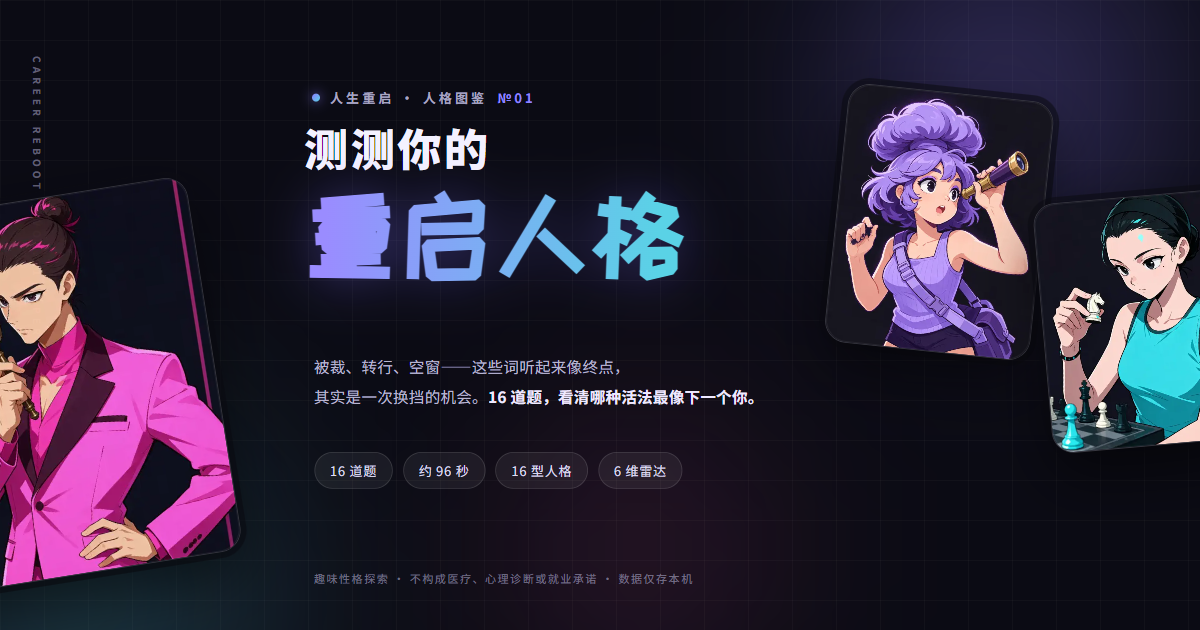 CAREER REBOOT
人生重启 · 人格图鉴 №01
测测你的
重启人格
被裁、转行、空窗——这些词听起来像终点，
其实是一次换挡的机会。16 道题，看清哪种活法最像下一个你。
16 道题
约 96 秒
16 型人格
6 维雷达
趣味性格探索 · 不构成医疗、心理诊断或就业承诺 · 数据仅存本机